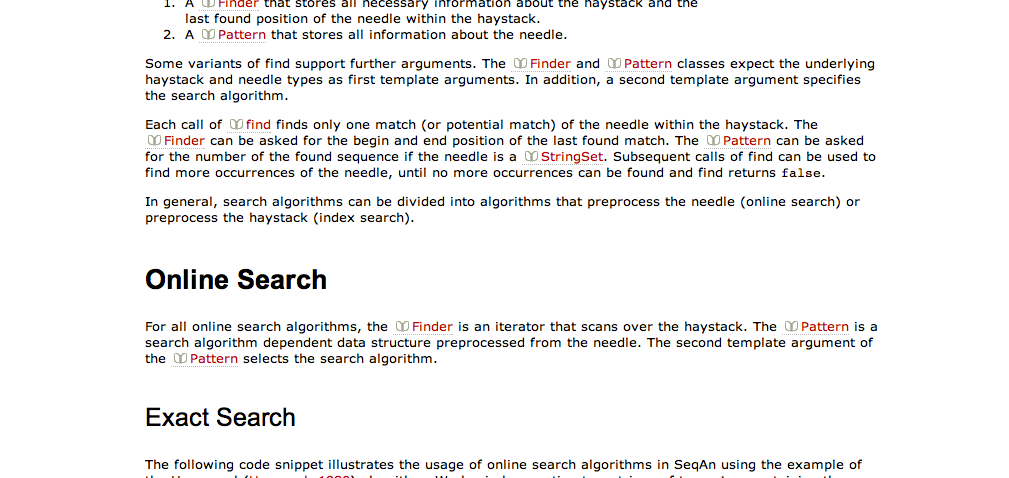 1. A Finder that stores all necessary information about the haystack and the
last found position of the needle within the haystack.
2. A Pattern that stores all information about the needle.
Some variants of find support further arguments. The Finder and Pattern classes expect the underlying
haystack and needle types as first template arguments. In addition, a second template argument specifies
the search algorithm.
Each call of find finds only one match (or potential match) of the needle within the haystack. The
Finder can be asked for the begin and end position of the last found match. The Pattern can be asked
for the number of the found sequence if the needle is a StringSet. Subsequent calls of find can be used to
find more occurrences of the needle, until no more occurrences can be found and find returns false.
In general, search algorithms can be divided into algorithms that preprocess the needle (online search) or
preprocess the haystack (index search).
Online Search
For all online search algorithms, the Finder is an iterator that scans over the haystack. The Pattern is a
search algorithm dependent data structure preprocessed from the needle. The second template argument of
the Pattern selects the search algorithm.
Exact Search
The following code snippet illustrates the usage of online search algorithms in SeqAn using the example of